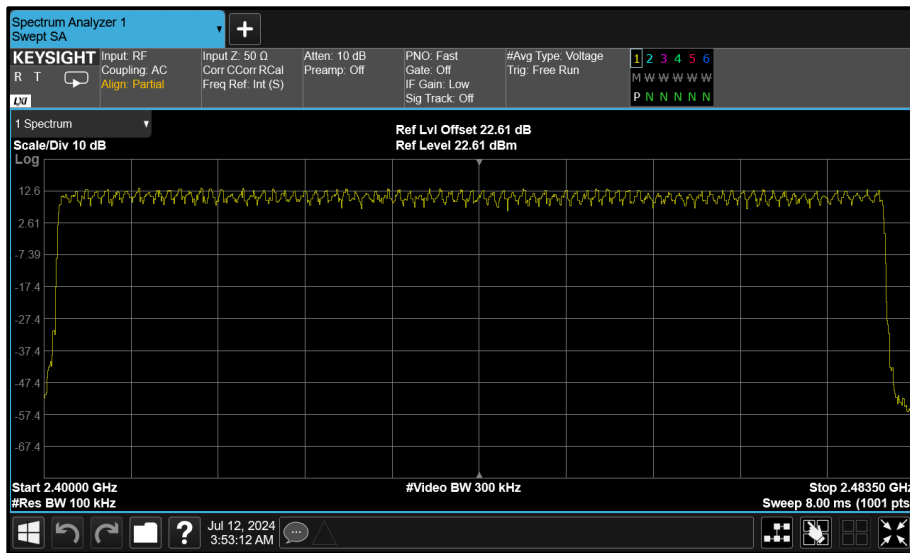 Spectrum Analyzer 1
Swept SA
+
KEYSIGHT
R T
LXI
Input: RF
Coupling: AC
Align: Partial
Input Z: 50 Ω
Corr CCorr RCal
Freq Ref: Int (S)
Atten: 10 dB
Preamp: Off
PNO: Fast
Gate: Off
IF Gain: Low
Sig Track: Off
#Avg Type: Voltage
Trig: Free Run
1 2 3 4 5 6
M W W W W W
P N N N N N
1 Spectrum
Scale/Div 10 dB
Ref Lvl Offset 22.61 dB
Ref Level 22.61 dBm
Log
12.6
2.61
-7.39
-17.4
-27.4
-37.4
-47.4
-57.4
-67.4
Start 2.40000 GHz
#Video BW 300 kHz
Stop 2.48350 GHz
#Res BW 100 kHz
Sweep 8.00 ms (1001 pts
?
Jul 12, 2024
3:53:12 AM